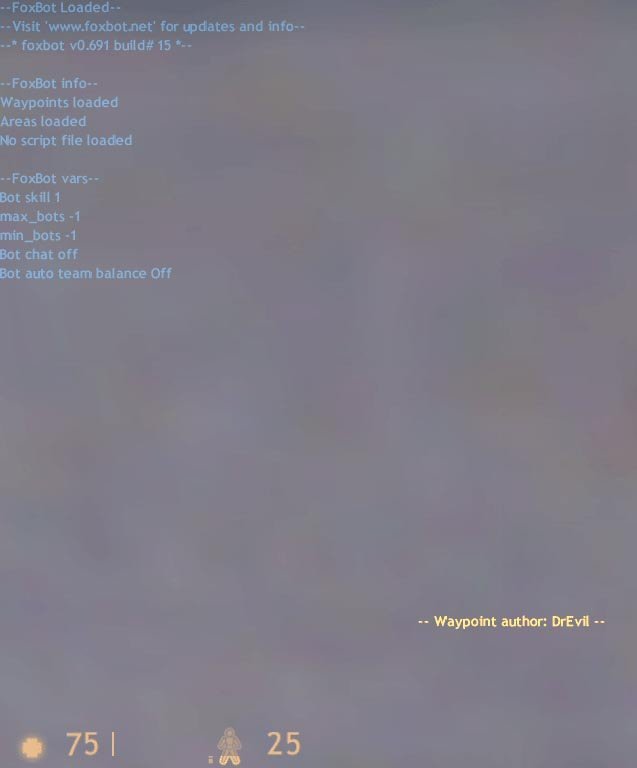 --FoxBot Loaded--
--Visit 'www.foxbot.net' for updates and info--
--* foxbot v0.691 build# 15 *--
--FoxBot info--
Waypoints loaded
Areas loaded
No script file loaded
--FoxBot vars--
Bot skill 1
max_bots -1
min_bots -1
Bot chat off
Bot auto team balance Off
-- Waypoint author: DrEvil --
75 | 25